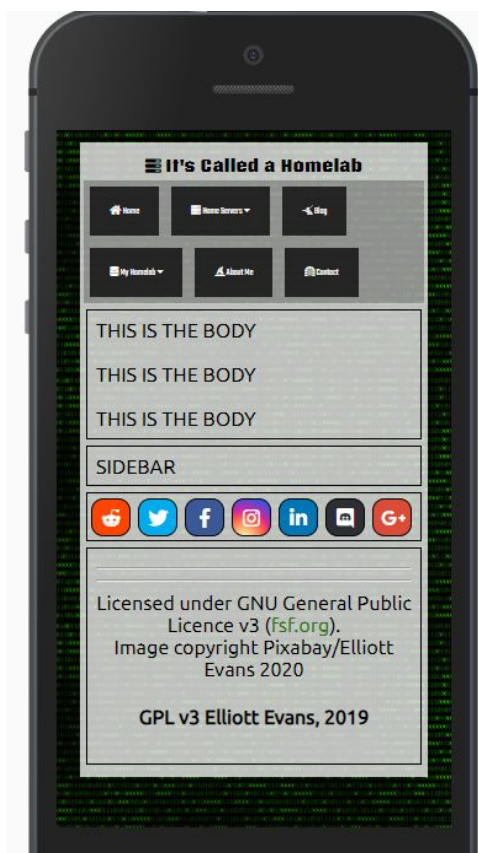 It's Called a Homelab
Home Home Servers Blog
My Homelab About Me Contact
THIS IS THE BODY
THIS IS THE BODY
THIS IS THE BODY
SIDEBAR
f in G+
Licensed under GNU General Public
Licence v3 (fsf.org).
Image copyright Pixabay/Elliott
Evans 2020
GPL v3 Elliott Evans, 2019